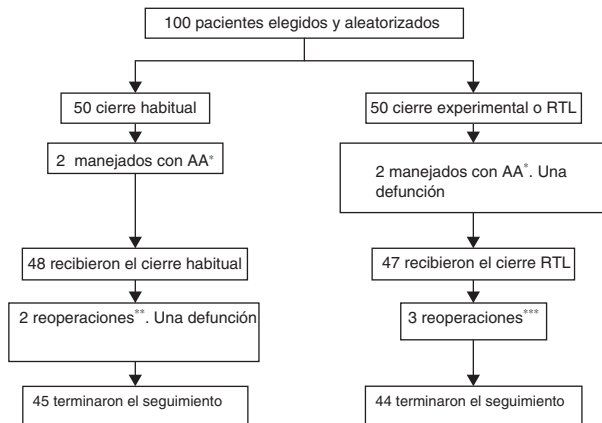 100 pacientes elegidos y aleatorizados
50 cierre habitual
50 cierre experimental o RTL
2 manejados con AA*
2 manejados con AA*. Una
defunción
48 recibieron el cierre habitual
47 recibieron el cierre RTL
2 reoperaciones**. Una defunción
3 reoperaciones***
45 terminaron el seguimiento
44 terminaron el seguimiento